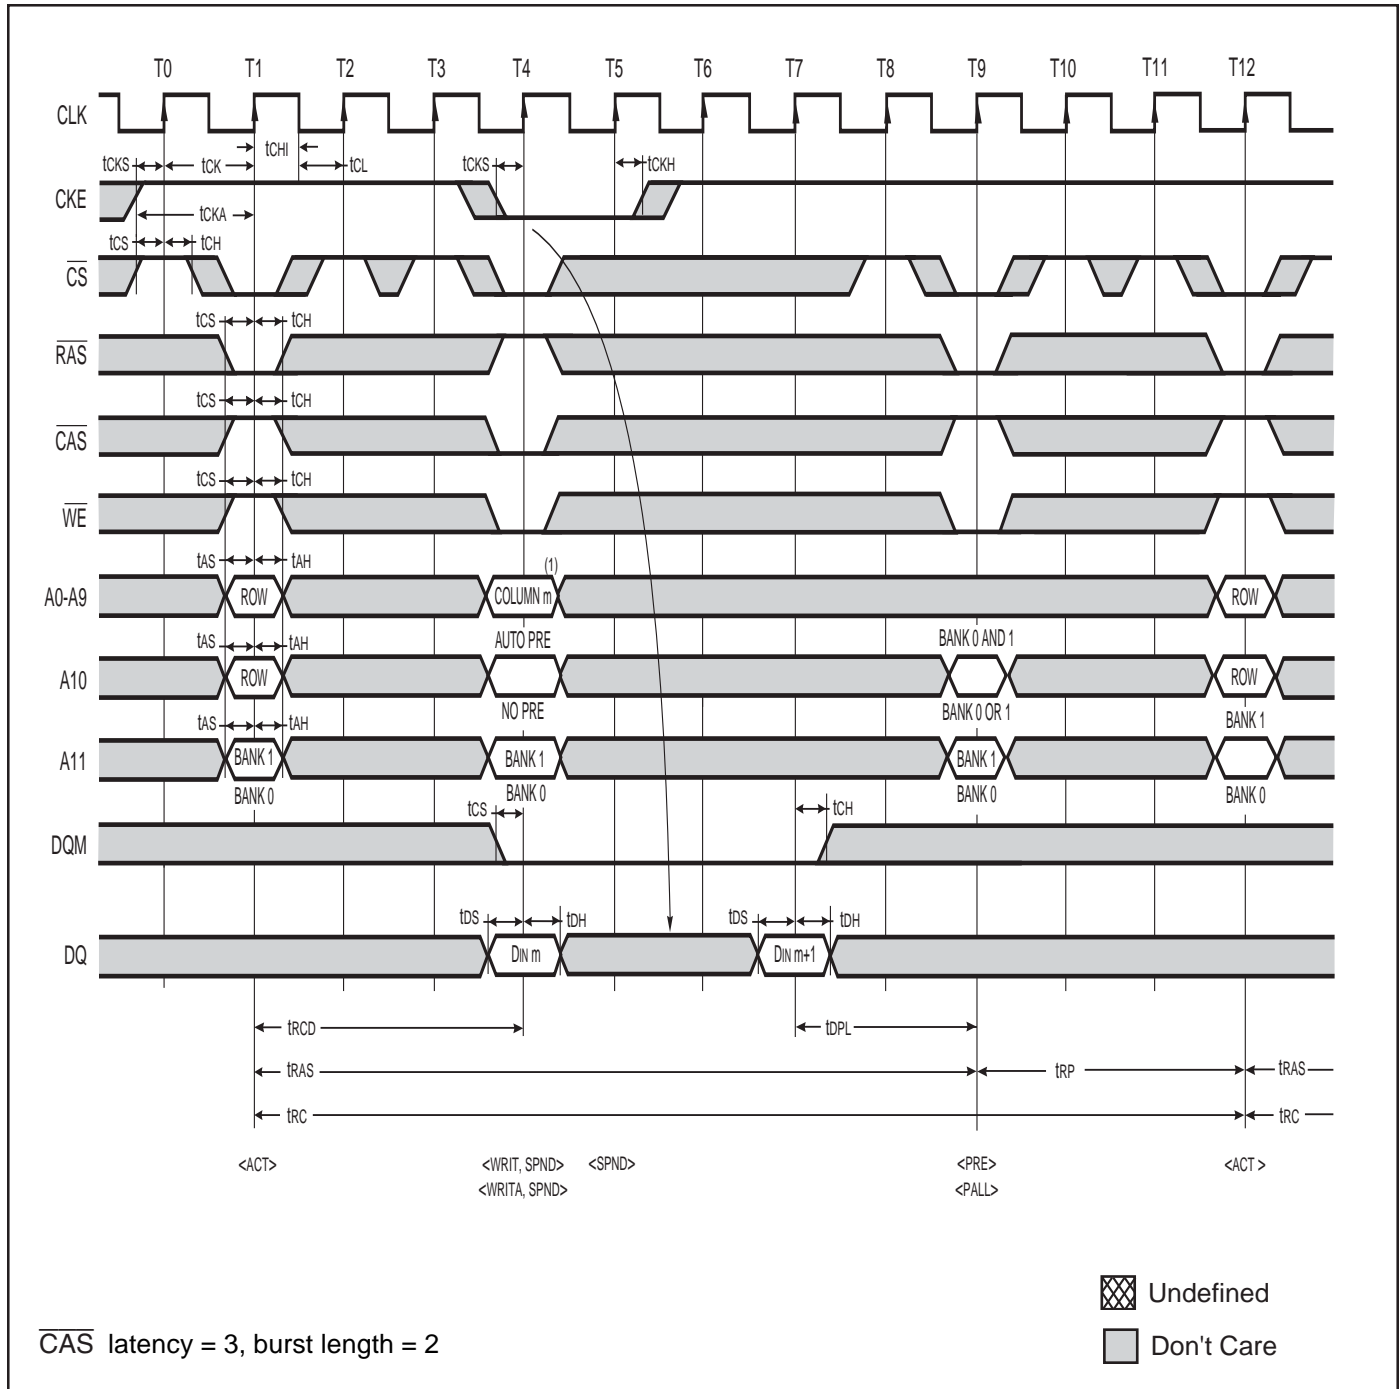 T0 T1 T2 T3 T4 T5 T6 T7 T8 T9 T10 T11 T12
CLK
tCHI
tCKS tCK tCL tCKS tCKH
CKE
tCKA
tCS tCH
CS
tCS tCH
RAS
tCS tCH
CAS
tCS tCH
WE
tAS tAH (1)
A0-A9 ROW COLUMN m ROW
tAS tAH AUTO PRE BANK 0 AND 1
A10 ROW ROW
NO PRE BANK 0 OR 1 BANK 1
tAS tAH
A11 BANK 1 BANK 1 BANK 1
BANK 0 BANK 0 BANK 0 BANK 0
tCS tCH
DQM
tDS tDH tDS tDH
DQ DIN m DIN m+1
tRCD tDPL
tRAS tRP tRAS
tRC tRC
<ACT> <WRIT, SPND> <SPND> <PRE> <ACT >
<WRITA, SPND> <PALL>
Undefined
CAS latency = 3, burst length = 2 Don't Care